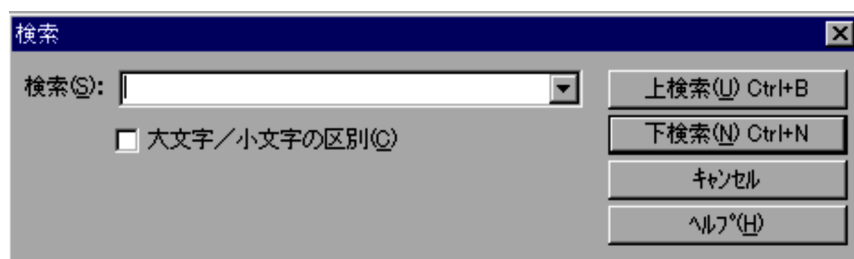 検索
検索(S):
上検索(U) Ctrl+B
大文字／小文字の区別(C)
下検索(N) Ctrl+N
ｷｬﾝｾﾙ
ﾍﾙﾌﾟ(H)